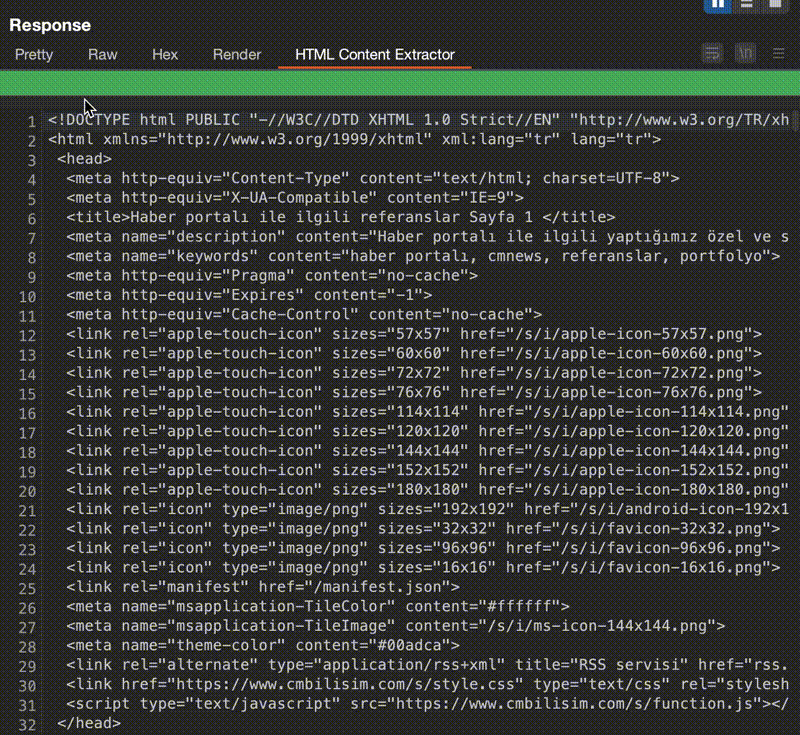 Response
Pretty Raw Hex Render HTML Content Extractor
\n
1 <!DOCTYPE html PUBLIC "-//W3C//DTD XHTML 1.0 Strict//EN" "http://www.w3.org/TR/xh
2 <html xmlns="http://www.w3.org/1999/xhtml" xml:lang="tr" lang="tr">
3 <head>
4 <meta http-equiv="Content-Type" content="text/html; charset=UTF-8">
5 <meta http-equiv="X-UA-Compatible" content="IE=9">
6 <title>Haber portalı ile ilgili referanslar Sayfa 1 </title>
7 <meta name="description" content="Haber portalı ile ilgili yaptığımız özel ve s
8 <meta name="keywords" content="haber portalı, cmnews, referanslar, portfolyo">
9 <meta http-equiv="Pragma" content="no-cache">
10 <meta http-equiv="Expires" content="-1">
11 <meta http-equiv="Cache-Control" content="no-cache">
12 <link rel="apple-touch-icon" sizes="57x57" href="/s/i/apple-icon-57x57.png">
13 <link rel="apple-touch-icon" sizes="60x60" href="/s/i/apple-icon-60x60.png">
14 <link rel="apple-touch-icon" sizes="72x72" href="/s/i/apple-icon-72x72.png">
15 <link rel="apple-touch-icon" sizes="76x76" href="/s/i/apple-icon-76x76.png">
16 <link rel="apple-touch-icon" sizes="114x114" href="/s/i/apple-icon-114x114.png"
17 <link rel="apple-touch-icon" sizes="120x120" href="/s/i/apple-icon-120x120.png"
18 <link rel="apple-touch-icon" sizes="144x144" href="/s/i/apple-icon-144x144.png"
19 <link rel="apple-touch-icon" sizes="152x152" href="/s/i/apple-icon-152x152.png"
20 <link rel="apple-touch-icon" sizes="180x180" href="/s/i/apple-icon-180x180.png"
21 <link rel="icon" type="image/png" sizes="192x192" href="/s/i/android-icon-192x1
22 <link rel="icon" type="image/png" sizes="32x32" href="/s/i/favicon-32x32.png">
23 <link rel="icon" type="image/png" sizes="96x96" href="/s/i/favicon-96x96.png">
24 <link rel="icon" type="image/png" sizes="16x16" href="/s/i/favicon-16x16.png">
25 <link rel="manifest" href="/manifest.json">
26 <meta name="msapplication-TileColor" content="#ffffff">
27 <meta name="msapplication-TileImage" content="/s/i/ms-icon-144x144.png">
28 <meta name="theme-color" content="#00adca">
29 <link rel="alternate" type="application/rss+xml" title="RSS servisi" href="rss.
30 <link href="https://www.cmbilisim.com/s/style.css" type="text/css" rel="stylesh
31 <script type="text/javascript" src="https://www.cmbilisim.com/s/function.js"></
32 </head>